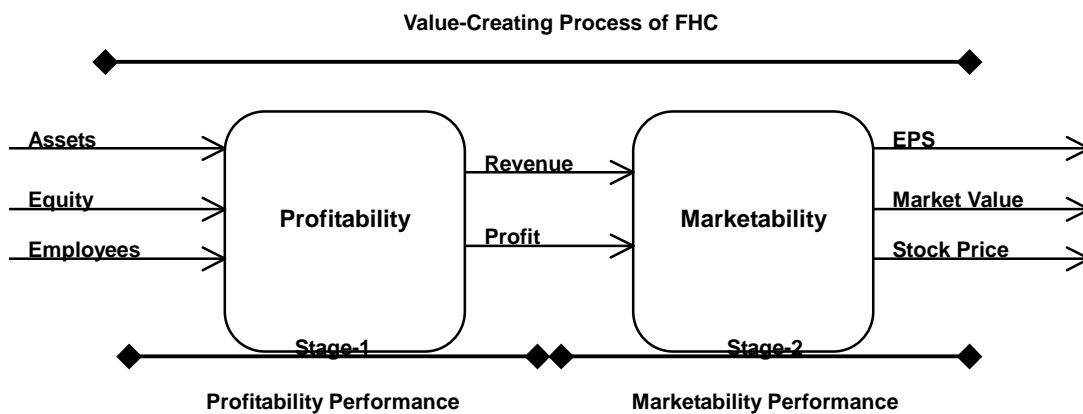 Value-Creating Process of FHC
Assets
Equity
Employees
Profitability
Revenue
Profit
Marketability
EPS
Market Value
Stock Price
Stage-1
Stage-2
Profitability Performance
Marketability Performance